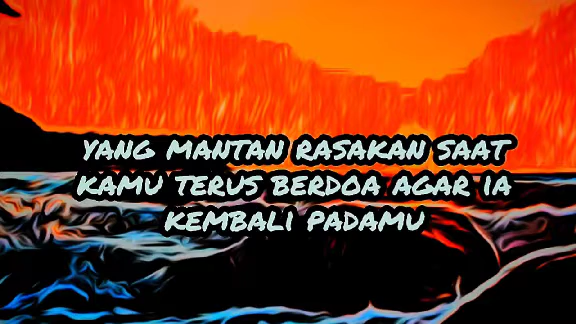 YANG MANTAN RASAKAN SAAT
KAMU TERUS BERDOA AGAR IA
KEMBALI PADAMU